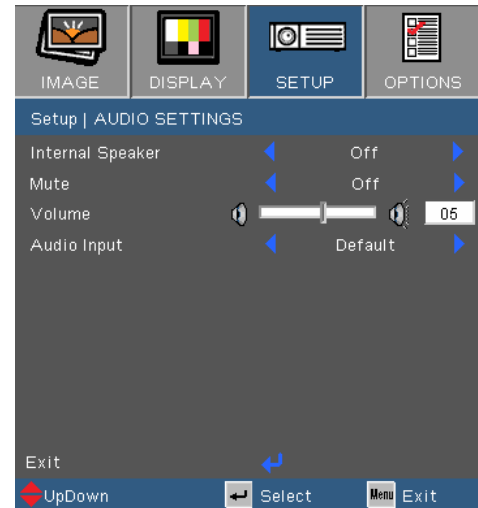 IMAGE DISPLAY SETUP OPTIONS
Setup | AUDIO SETTINGS
Internal Speaker Off
Mute Off
Volume 05
Audio Input Default
Exit
UpDown Select Menu Exit